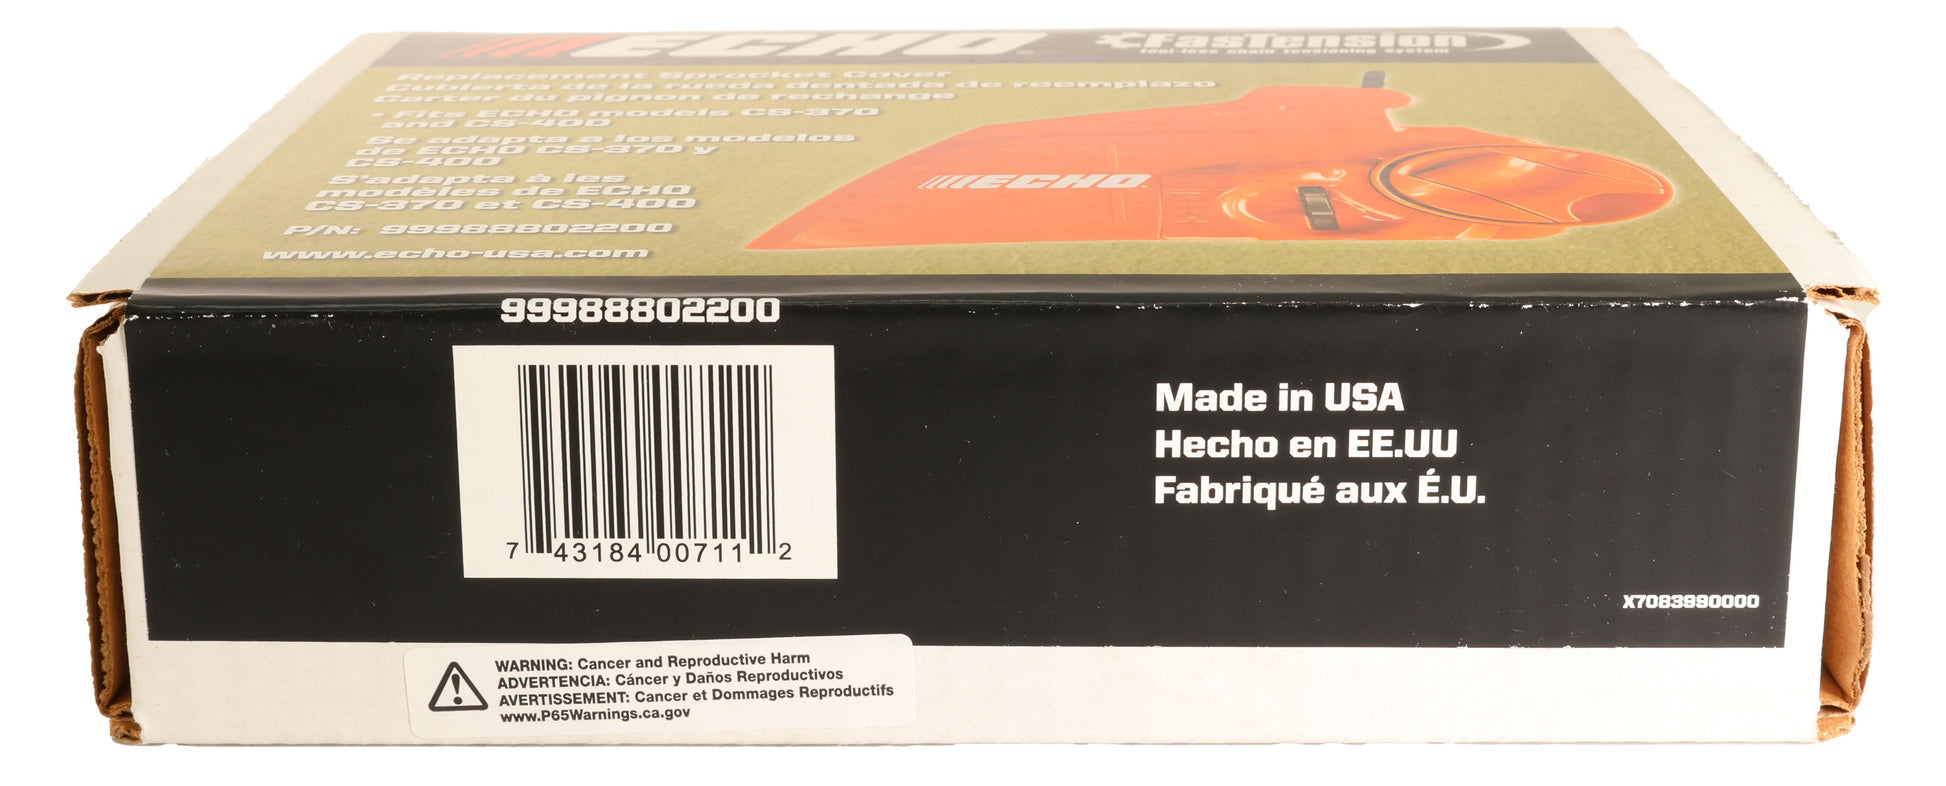 ECHO
FasTension
tool-less chain tensioning system
Replacement Sprocket Cover
Cubierta de la rueda dentada de reemplazo
Carter du pignon de rechange
• Fits ECHO models CS-370
and CS-400
Se adapta a los modelos
de ECHO CS-370 y
CS-400
S'adapta à les
modèles de ECHO
CS-370 et CS-400
P/N: 99988802200
www.echo-usa.com
ECHO
99988802200
7 43184 00711 2
Made in USA
Hecho en EE.UU
Fabriqué aux É.U.
X7083990000
WARNING: Cancer and Reproductive Harm
ADVERTENCIA: Cáncer y Daños Reproductivos
AVERTISSEMENT: Cancer et Dommages Reproductifs
www.P65Warnings.ca.gov